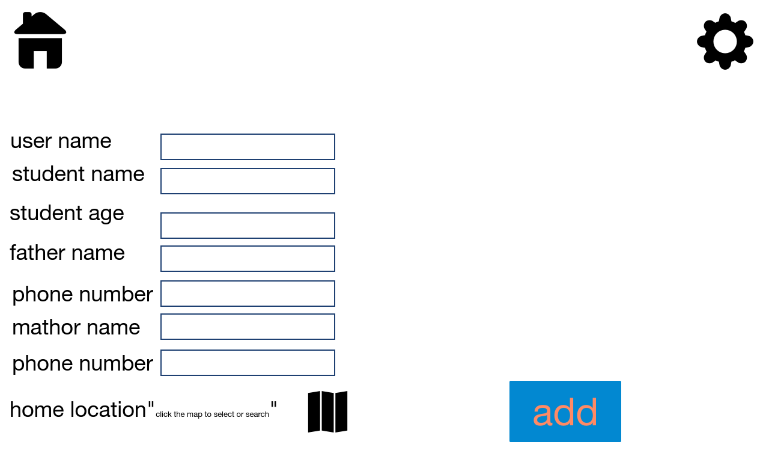 user name
student name
student age
father name
phone number
mathor name
phone number
home location"click the map to select or search"
add